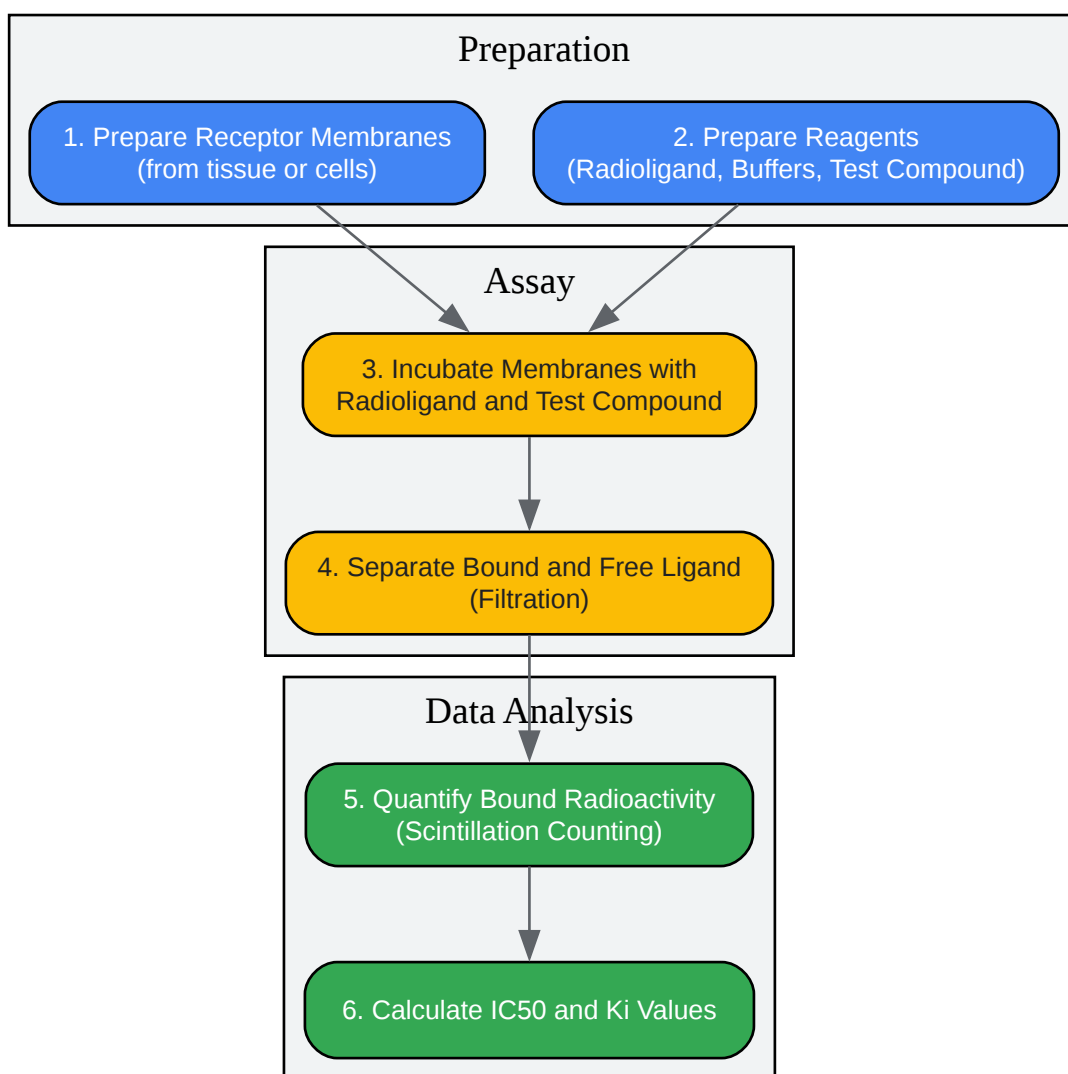 Preparation
1. Prepare Receptor Membranes
(from tissue or cells)
2. Prepare Reagents
(Radioligand, Buffers, Test Compound)
Assay
3. Incubate Membranes with
Radioligand and Test Compound
4. Separate Bound and Free Ligand
(Filtration)
Data Analysis
5. Quantify Bound Radioactivity
(Scintillation Counting)
6. Calculate IC50 and Ki Values